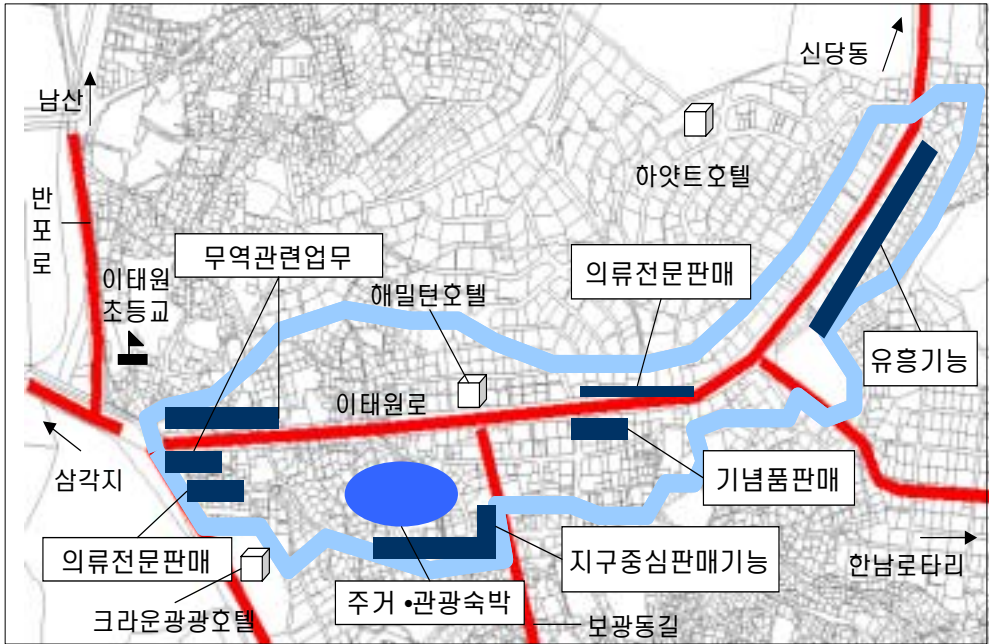 신당동
남산
하얏트호텔
반포로
무역관련업무
이태원
초등교
해밀턴호텔
의류전문판매
유흥기능
이태원로
삼각지
기념품판매
의류전문판매
지구중심판매기능
한남로타리
크라운광광호텔
주거 •관광숙박
보광동길